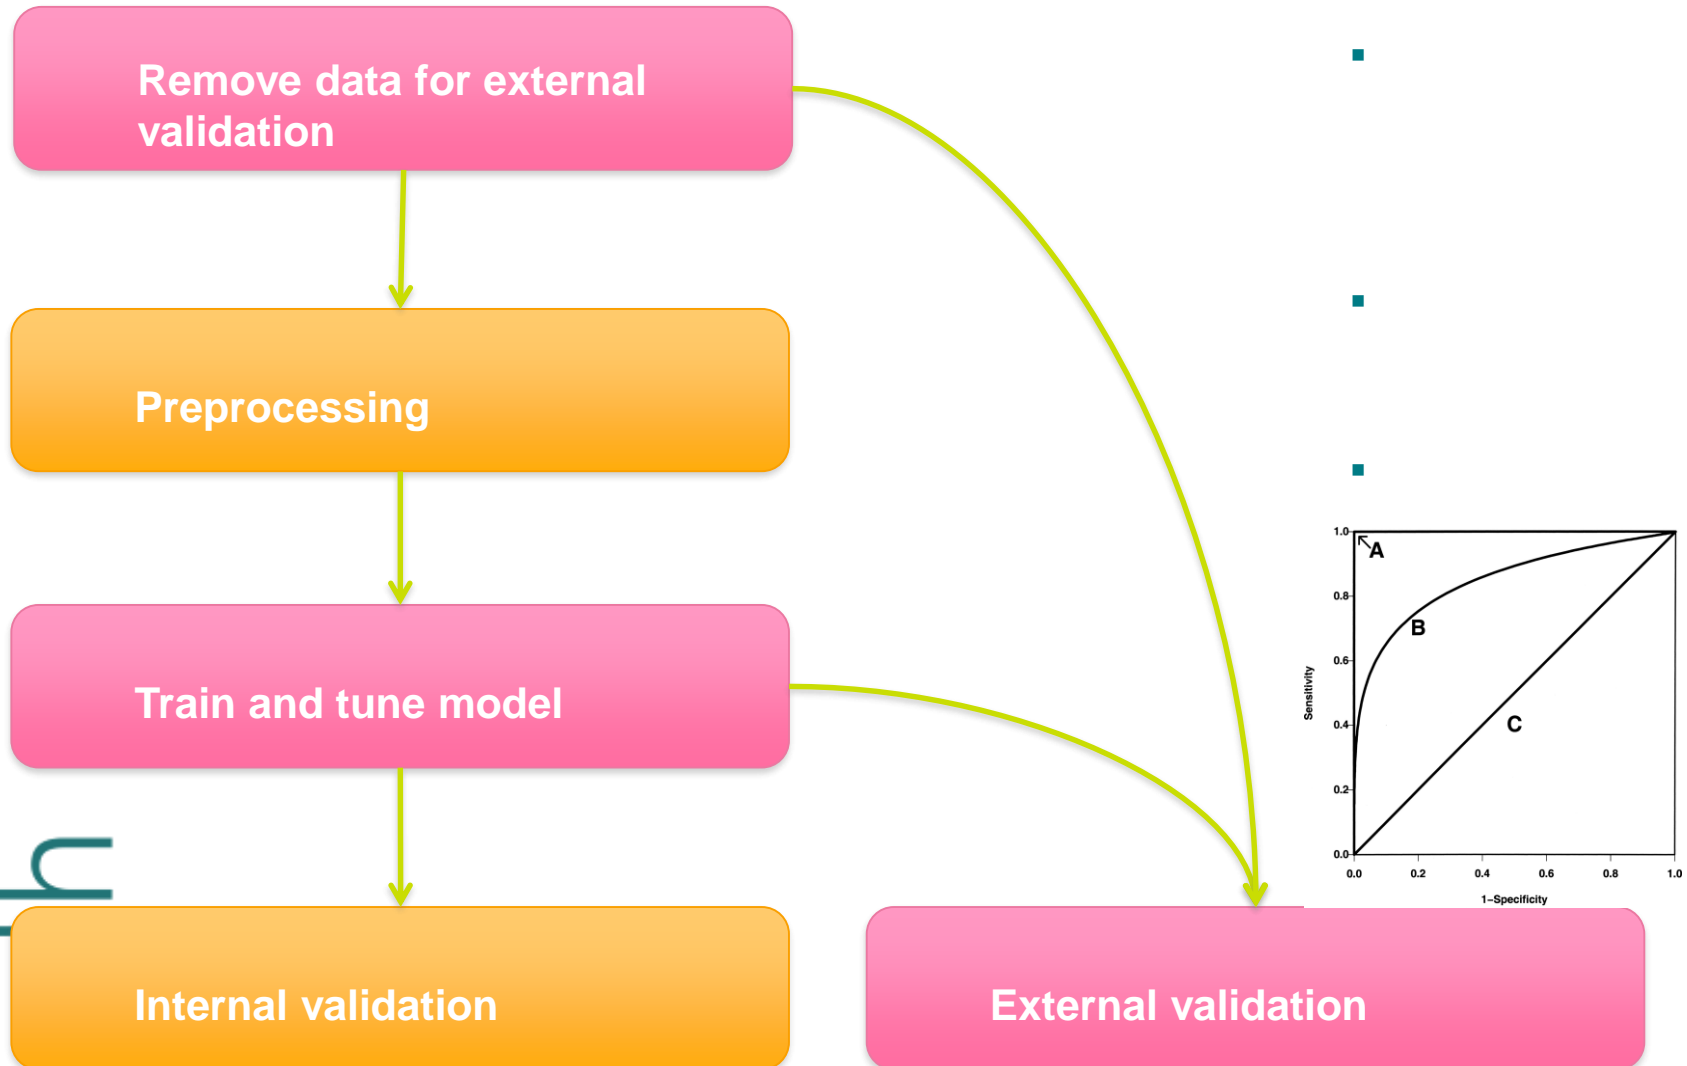 Remove data for external
validation
Preprocessing
Train and tune model
Internal validation
External validation
1.0
0.8
0.6
0.4
0.2
0.0
Sensitivity
A
B
C
0.0 0.2 0.4 0.6 0.8 1.0
1-Specificity